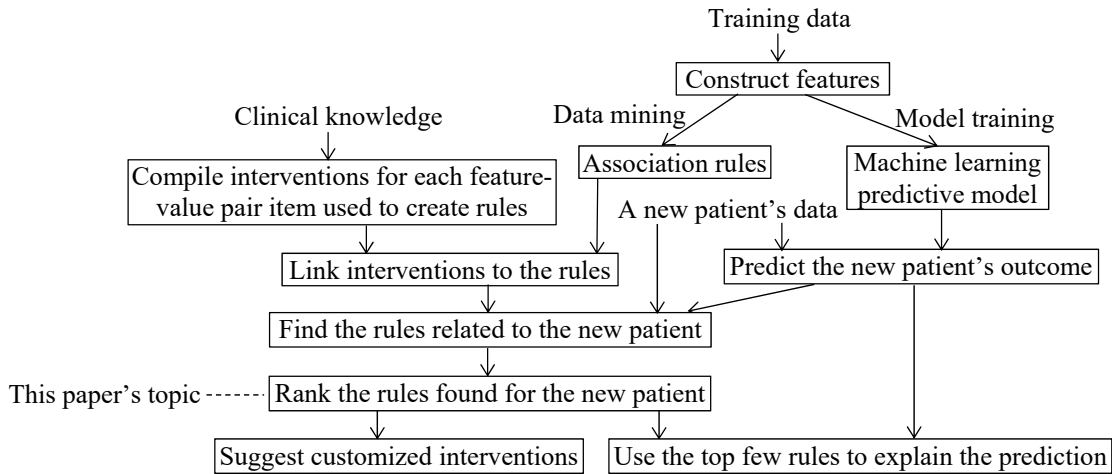 Training data
Construct features
Data mining
Model training
Clinical knowledge
Association rules
Machine learning
predictive model
Compile interventions for each feature-
value pair item used to create rules
A new patient’s data
Link interventions to the rules
Predict the new patient’s outcome
Find the rules related to the new patient
This paper’s topic
Rank the rules found for the new patient
Suggest customized interventions
Use the top few rules to explain the prediction